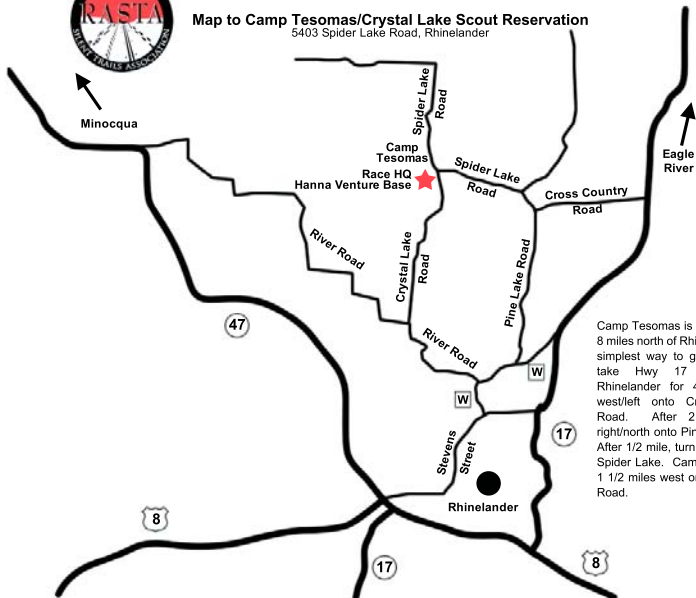 RASTA
SILENT TRAILS ASSOCIATION
Map to Camp Tesomas/Crystal Lake Scout Reservation
5403 Spider Lake Road, Rhinelander
Minocqua
Spider Lake
Road
Camp
Tesomas
Race HQ
Hanna Venture Base
Spider Lake
Road
Eagle
River
Cross Country
Road
River Road
Crystal Lake
Road
Pine Lake Road
47
River Road
W
W
17
Stevens
Street
Rhinelander
8
17
8
Camp Tesomas is
8 miles north of Rhi
simplest way to g
take Hwy 17
Rhinelander for 4
west/left onto Cr
Road. After 2
right/north onto Pin
After 1/2 mile, turn
Spider Lake. Cam
1 1/2 miles west or
Road.